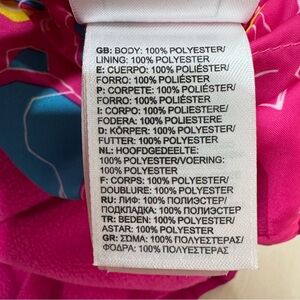 GB: BODY: 100% POLYESTER/
LINING: 100% POLYESTER
E: CUERPO: 100% POLIÉSTER/
FORRO: 100% POLIÉSTER
P: CORPETE: 100% POLIÉSTER/
FORRO: 100% POLIÉSTER
I: CORPO: 100% POLIESTERE/
FODERA: 100% POLIESTERE
D: KÖRPER: 100% POLYESTER/
FUTTER: 100% POLYESTER
NL: HOOFDGEDEELTE:
100% POLYESTER/VOERING:
100% POLYESTER
F: CORPS: 100% POLYESTER/
DOUBLURE: 100% POLYESTER
RU: ЛИФ: 100% ПОЛИЭСТЕР/
ПОДКЛАДКА: 100% ПОЛИЭСТЕР
TR: BEDEN: 100% POLYESTER/
ASTAR: 100% POLYESTER
GR: ΣΩΜΑ: 100% ΠΟΛΥΕΣΤΕΡΑΣ/
ΦΟΔΡΑ: 100% ΠΟΛΥΕΣΤΕΡΑΣ